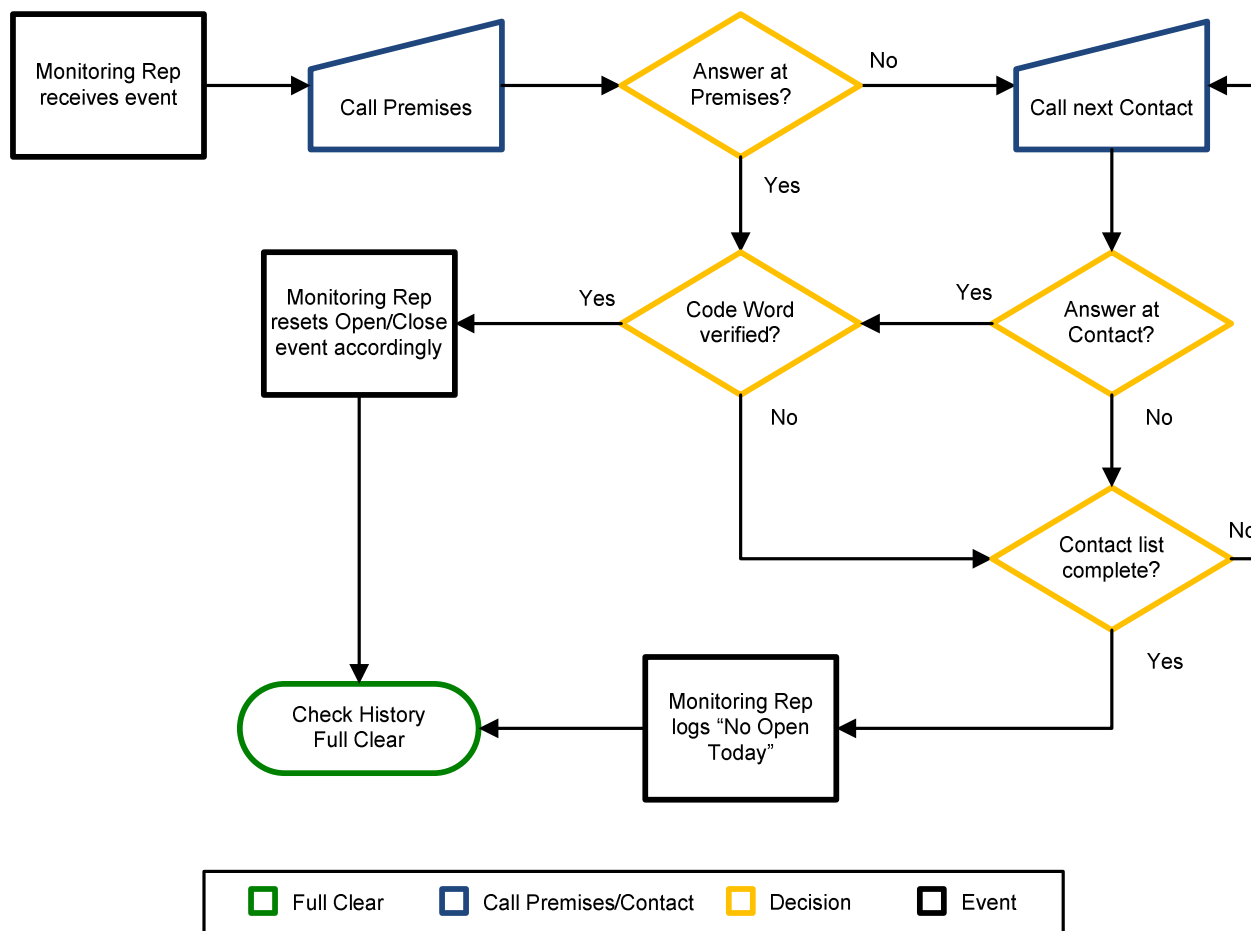 Monitoring Rep
receives event
Call Premises
Answer at
Premises?
No
Call next Contact
Yes
Monitoring Rep
resets Open/Close
event accordingly
Yes
Code Word
verified?
Yes
Answer at
Contact?
No
No
Contact list
complete?
No
Yes
Check History
Full Clear
Monitoring Rep
logs “No Open
Today”
Full Clear
Call Premises/Contact
Decision
Event